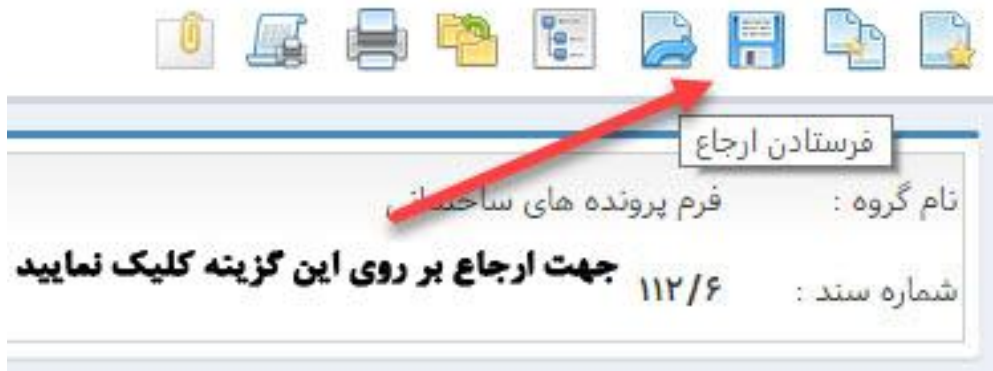 فرستادن ارجاع
نام گروه : فرم پرونده های ساختمانی
جهت ارجاع بر روی این گزینه کلیک نمایید
شماره سند : ۱۱۲/۶